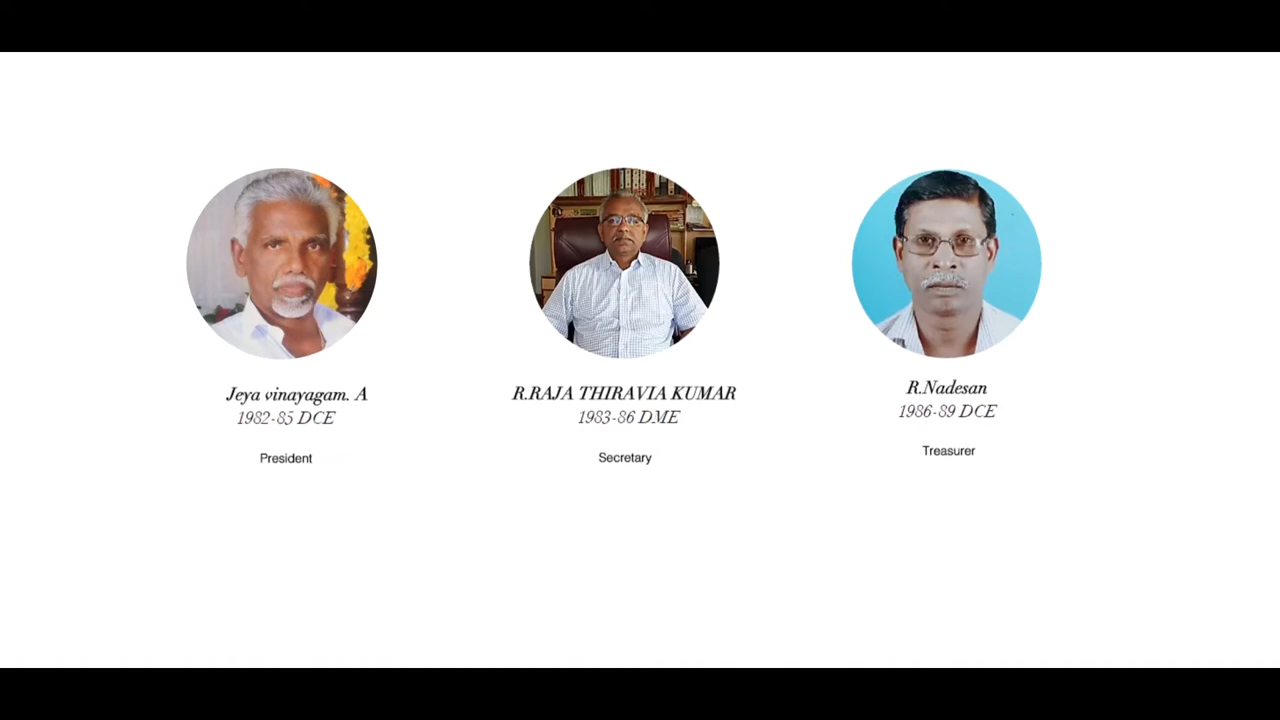 Jeya vinayagam. A
1982-85 DCE
President
R.RAJA THIRAVIA KUMAR
1983-86 DME
Secretary
R.Nadesan
1986-89 DCE
Treasurer